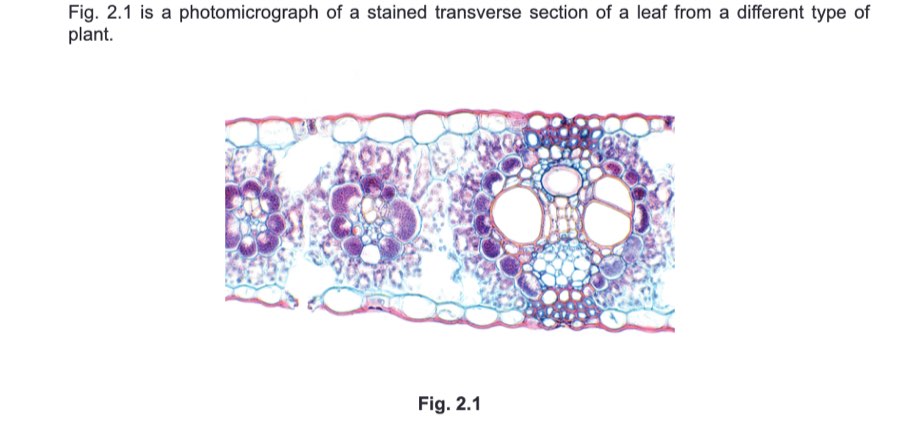 Fig. 2.1 is a photomicrograph of a stained transverse section of a leaf from a different type of
plant.
Fig. 2.1